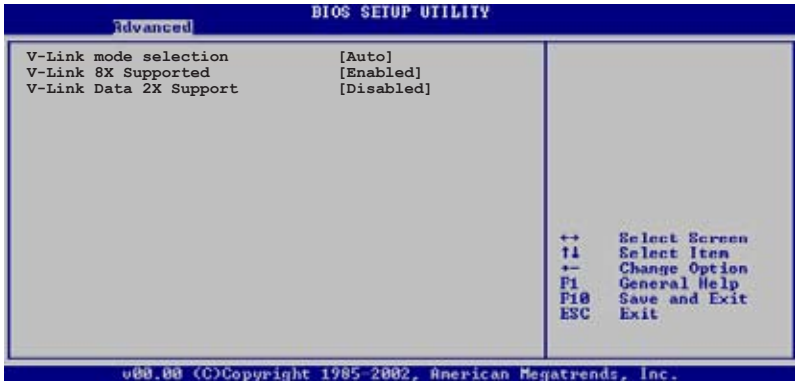 BIOS SETUP UTILITY
Advanced
V-Link mode selection [Auto]
V-Link 8X Supported [Enabled]
V-Link Data 2X Support [Disabled]
←→ Select Screen
↑↓ Select Item
+- Change Option
F1 General Help
F10 Save and Exit
ESC Exit
v00.00 (C)Copyright 1985-2002, American Megatrends, Inc.